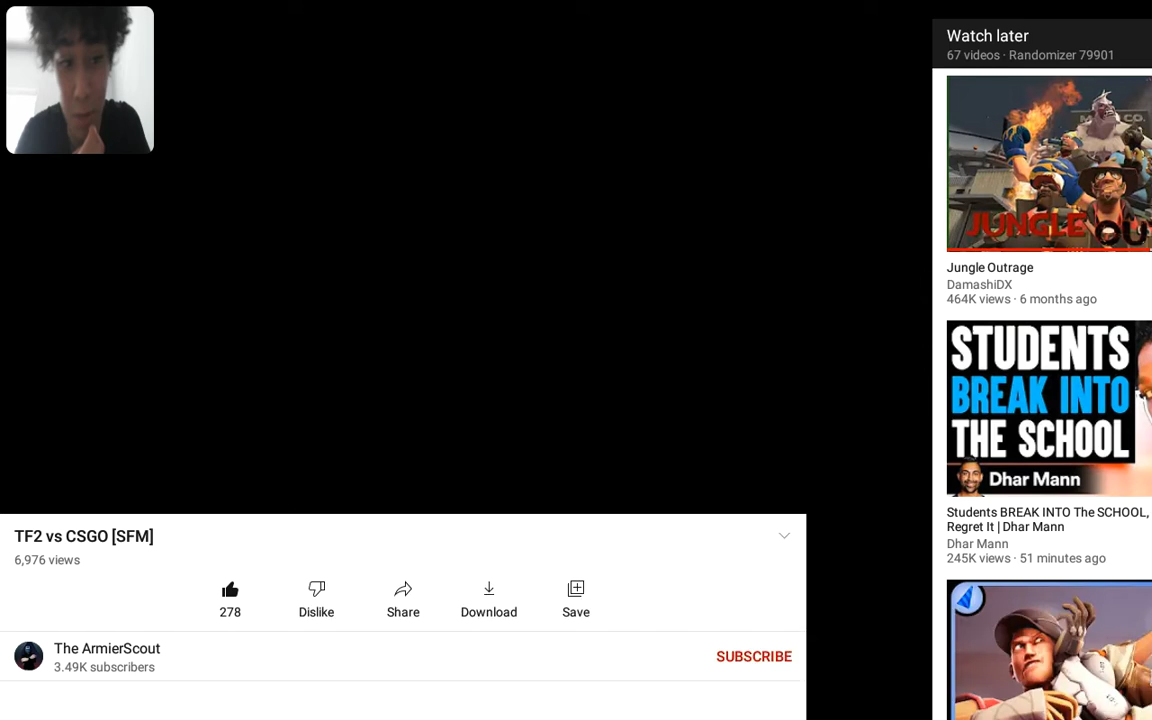 Watch later
67 videos · Randomizer 79901
JUNGLE OU
Jungle Outrage
DamashiDX
464K views · 6 months ago
STUDENTS
BREAK INTO
THE SCHOOL
Dhar Mann
Students BREAK INTO The SCHOOL,
Regret It | Dhar Mann
Dhar Mann
245K views · 51 minutes ago
TF2 vs CSGO [SFM]
6,976 views
278
Dislike
Share
Download
Save
The ArmierScout
3.49K subscribers
SUBSCRIBE